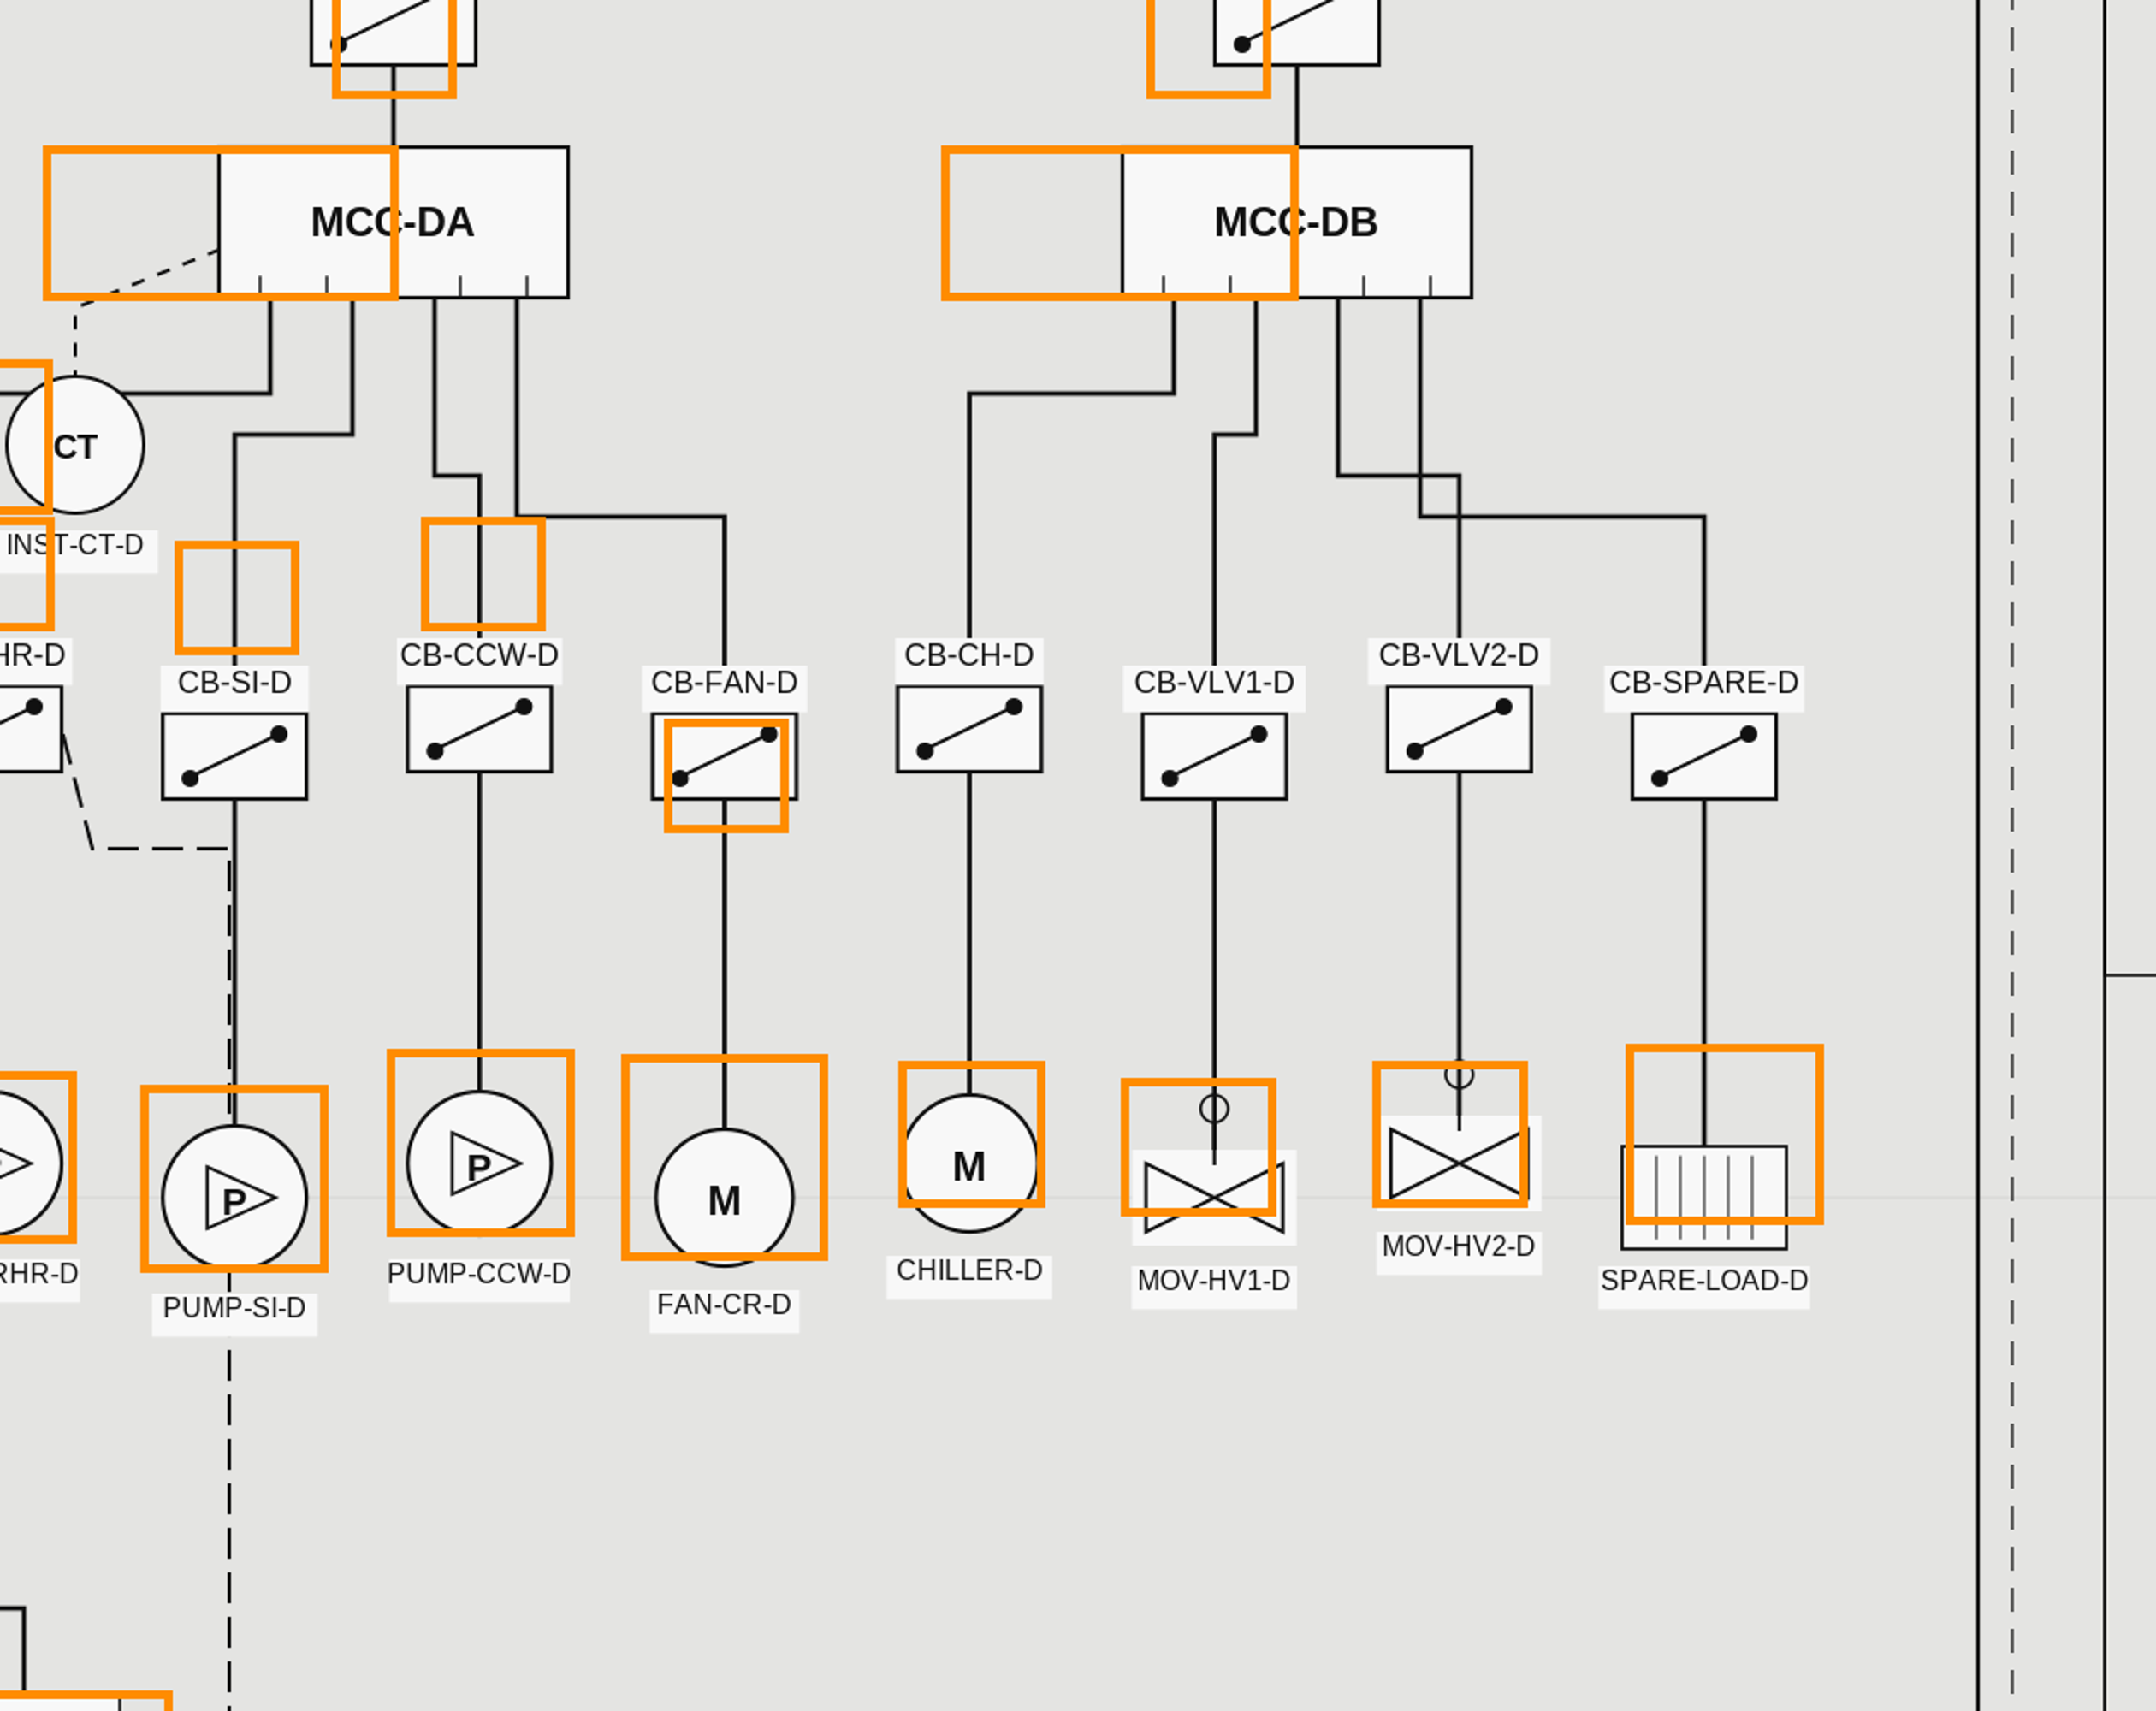 MCC-DA
MCC-DB
CT
INST-CT-D
HR-D
CB-SI-D
CB-CCW-D
CB-FAN-D
CB-CH-D
CB-VLV1-D
CB-VLV2-D
CB-SPARE-D
P
P
M
M
RHR-D
PUMP-SI-D
PUMP-CCW-D
FAN-CR-D
CHILLER-D
MOV-HV1-D
MOV-HV2-D
SPARE-LOAD-D